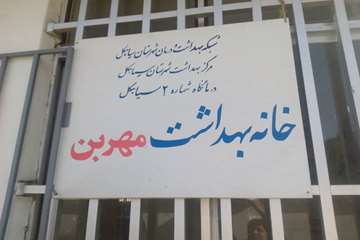 شبکه بهداشت و درمان شهرستان سیاهکل
مرکز بهداشت شهرستان سیاهکل
درمانگاه شماره ۲ سیاهکل
خانه بهداشت مهربن